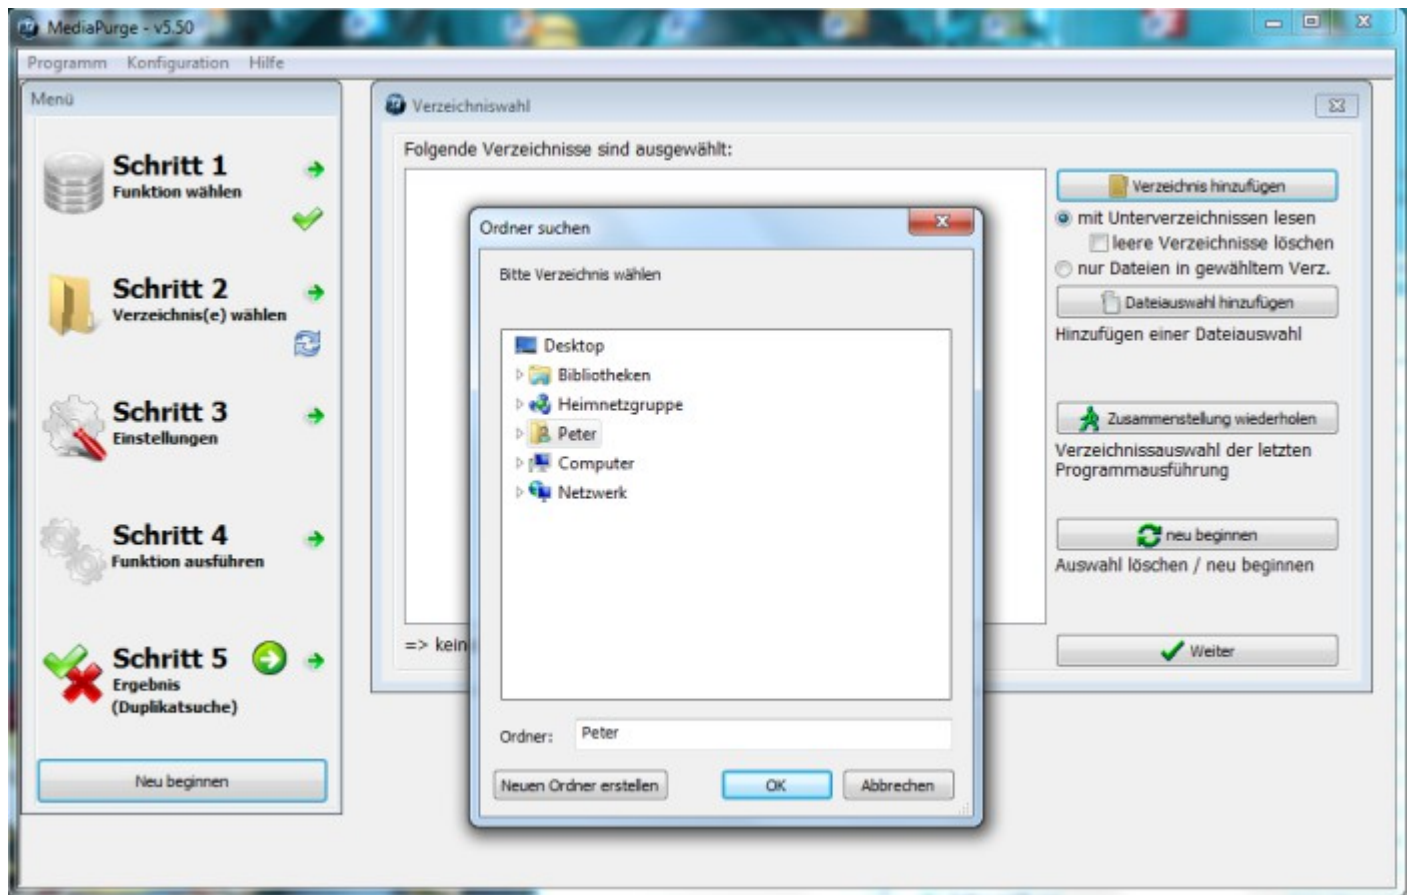 MediaPurge - v5.50
Programm Konfiguration Hilfe
Menü
Schritt 1
Funktion wählen
Schritt 2
Verzeichnis(e) wählen
Schritt 3
Einstellungen
Schritt 4
Funktion ausführen
Schritt 5
Ergebnis
(Duplikatsuche)
Neu beginnen
Verzeichniswahl
Folgende Verzeichnisse sind ausgewählt:
=> kein
Ordner suchen
Bitte Verzeichnis wählen
Desktop
Bibliotheken
Heimnetzgruppe
Peter
Computer
Netzwerk
Ordner: Peter
Neuen Ordner erstellen OK Abbrechen
Verzeichnis hinzufügen
mit Unterverzeichnissen lesen
leere Verzeichnisse löschen
nur Dateien in gewähltem Verz.
Dateiauswahl hinzufügen
Hinzufügen einer Dateiauswahl
Zusammenstellung wiederholen
Verzeichnissauswahl der letzten
Programmausführung
neu beginnen
Auswahl löschen / neu beginnen
Weiter